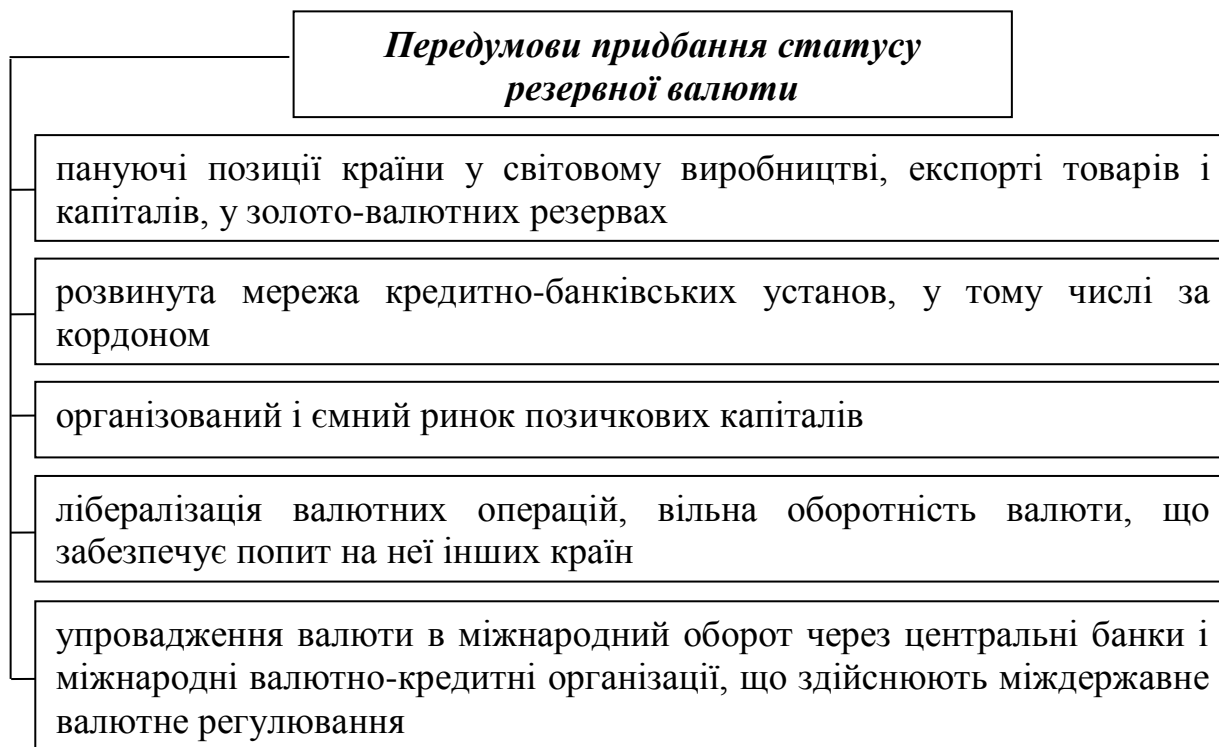 Передумови придбання статусу
резервної валюти
пануючі позиції країни у світовому виробництві, експорті товарів і
капіталів, у золото-валютних резервах
розвинута мережа кредитно-банківських установ, у тому числі за
кордоном
організований і ємний ринок позичкових капіталів
лібералізація валютних операцій, вільна оборотність валюти, що
забезпечує попит на неї інших країн
упровадження валюти в міжнародний оборот через центральні банки і
міжнародні валютно-кредитні організації, що здійснюють міждержавне
валютне регулювання